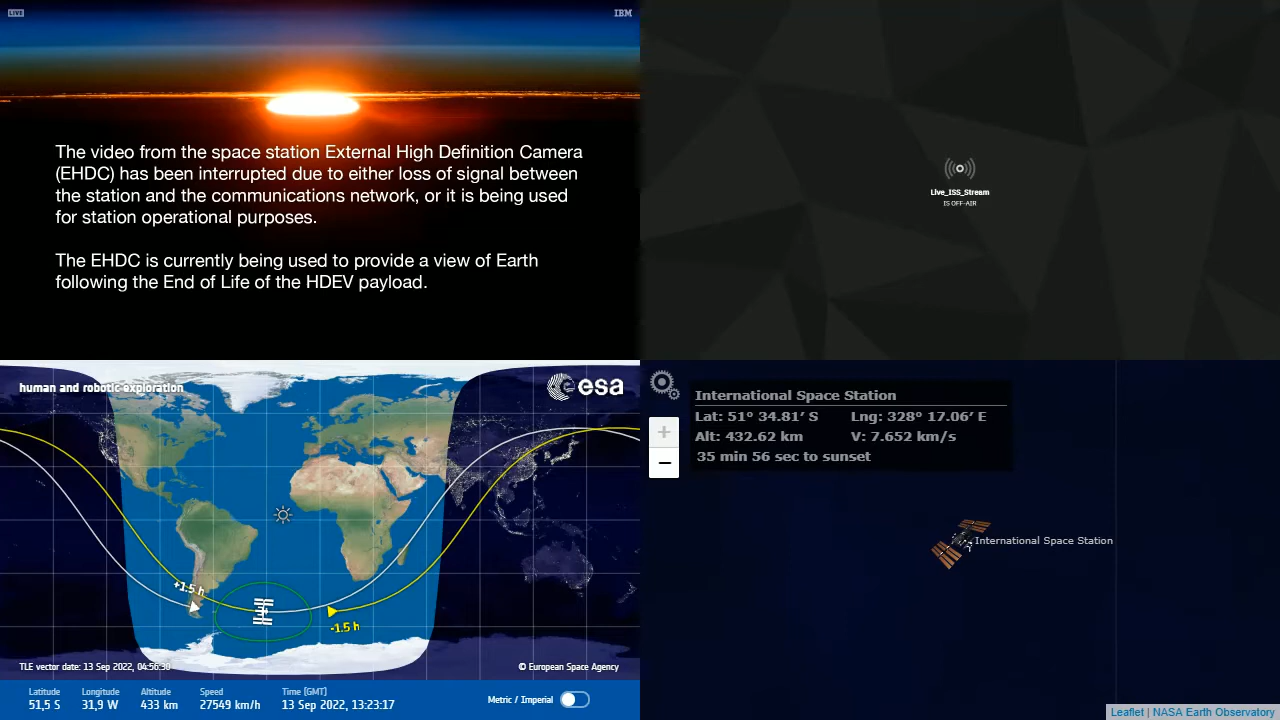 LIVE
IBM
The video from the space station External High Definition Camera
(EHDC) has been interrupted due to either loss of signal between
the station and the communications network, or it is being used
for station operational purposes.
The EHDC is currently being used to provide a view of Earth
following the End of Life of the HDEV payload.
Live_ISS_Stream
IS OFF-AIR
human and robotic exploration
esa
+1.5 h
-1.5 h
TLE vector date: 13 Sep 2022, 04:56:30
© European Space Agency
Latitude
51,5 S
Longitude
31,9 W
Altitude
433 km
Speed
27549 km/h
Time (GMT)
13 Sep 2022, 13:23:17
Metric / Imperial
+
−
International Space Station
Lat: 51° 34.81’ S Lng: 328° 17.06’ E
Alt: 432.62 km V: 7.652 km/s
35 min 56 sec to sunset
International Space Station
Leaflet | NASA Earth Observatory